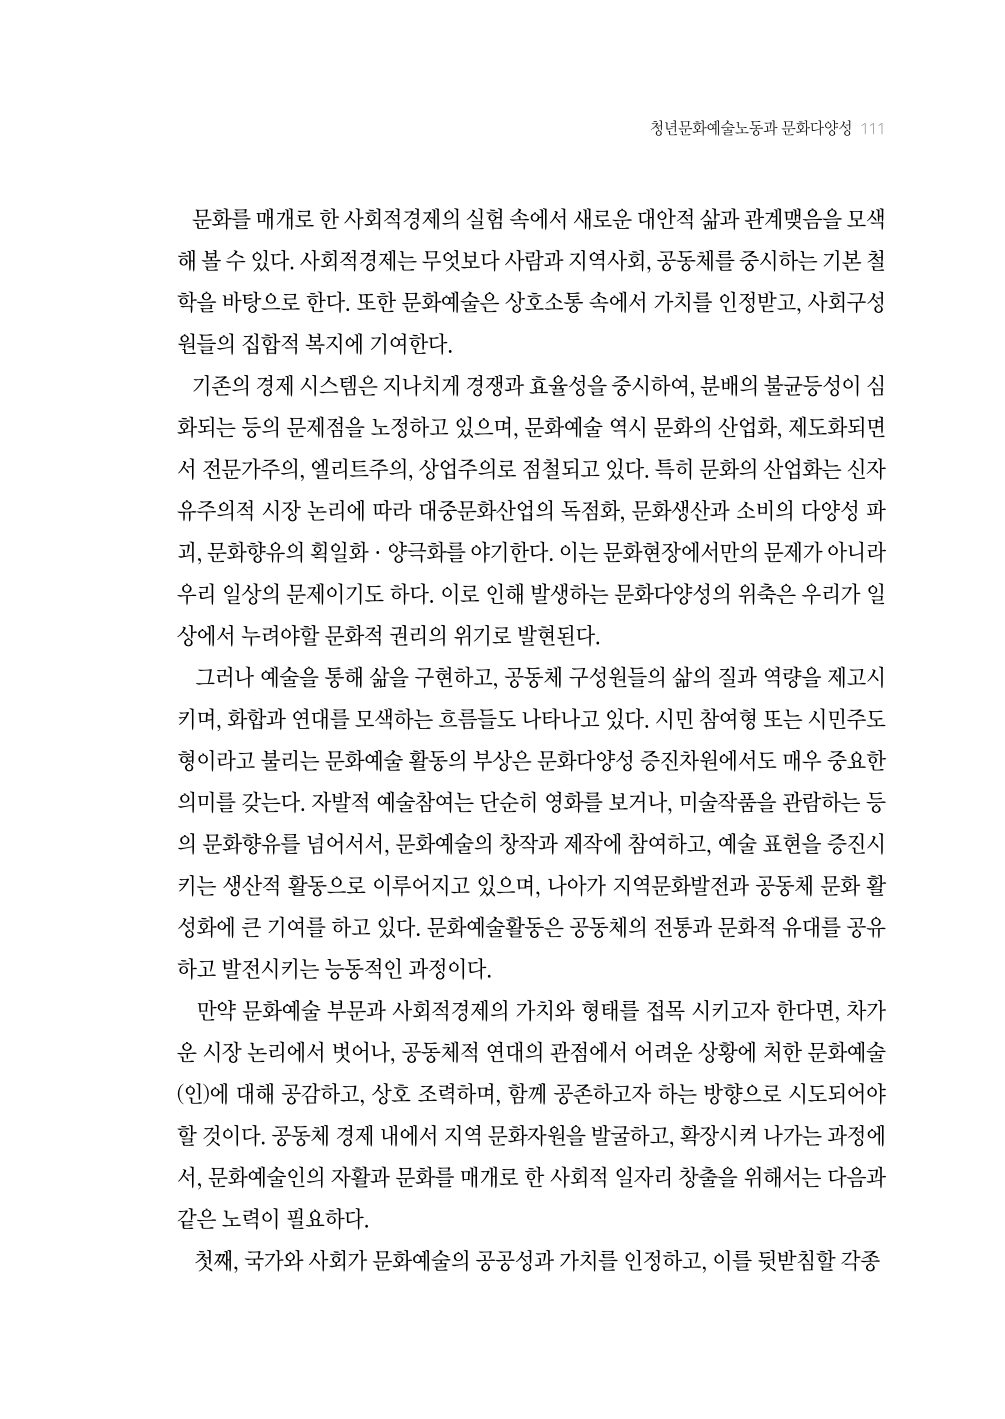 청년문화예술노동과 문화다양성 111
문화를 매개로 한 사회적경제의 실험 속에서 새로운 대안적 삶과 관계맺음을 모색
해 볼 수 있다. 사회적경제는 무엇보다 사람과 지역사회, 공동체를 중시하는 기본 철
학을 바탕으로 한다. 또한 문화예술은 상호소통 속에서 가치를 인정받고, 사회구성
원들의 집합적 복지에 기여한다.
기존의 경제 시스템은 지나치게 경쟁과 효율성을 중시하여, 분배의 불균등성이 심
화되는 등의 문제점을 노정하고 있으며, 문화예술 역시 문화의 산업화, 제도화되면
서 전문가주의, 엘리트주의, 상업주의로 점철되고 있다. 특히 문화의 산업화는 신자
유주의적 시장 논리에 따라 대중문화산업의 독점화, 문화생산과 소비의 다양성 파
괴, 문화향유의 획일화 · 양극화를 야기한다. 이는 문화현장에서만의 문제가 아니라
우리 일상의 문제이기도 하다. 이로 인해 발생하는 문화다양성의 위축은 우리가 일
상에서 누려야할 문화적 권리의 위기로 발현된다.
그러나 예술을 통해 삶을 구현하고, 공동체 구성원들의 삶의 질과 역량을 제고시
키며, 화합과 연대를 모색하는 흐름들도 나타나고 있다. 시민 참여형 또는 시민주도
형이라고 불리는 문화예술 활동의 부상은 문화다양성 증진차원에서도 매우 중요한
의미를 갖는다. 자발적 예술참여는 단순히 영화를 보거나, 미술작품을 관람하는 등
의 문화향유를 넘어서서, 문화예술의 창작과 제작에 참여하고, 예술 표현을 증진시
키는 생산적 활동으로 이루어지고 있으며, 나아가 지역문화발전과 공동체 문화 활
성화에 큰 기여를 하고 있다. 문화예술활동은 공동체의 전통과 문화적 유대를 공유
하고 발전시키는 능동적인 과정이다.
만약 문화예술 부문과 사회적경제의 가치와 형태를 접목 시키고자 한다면, 차가
운 시장 논리에서 벗어나, 공동체적 연대의 관점에서 어려운 상황에 처한 문화예술
(인)에 대해 공감하고, 상호 조력하며, 함께 공존하고자 하는 방향으로 시도되어야
할 것이다. 공동체 경제 내에서 지역 문화자원을 발굴하고, 확장시켜 나가는 과정에
서, 문화예술인의 자활과 문화를 매개로 한 사회적 일자리 창출을 위해서는 다음과
같은 노력이 필요하다.
첫째, 국가와 사회가 문화예술의 공공성과 가치를 인정하고, 이를 뒷받침할 각종